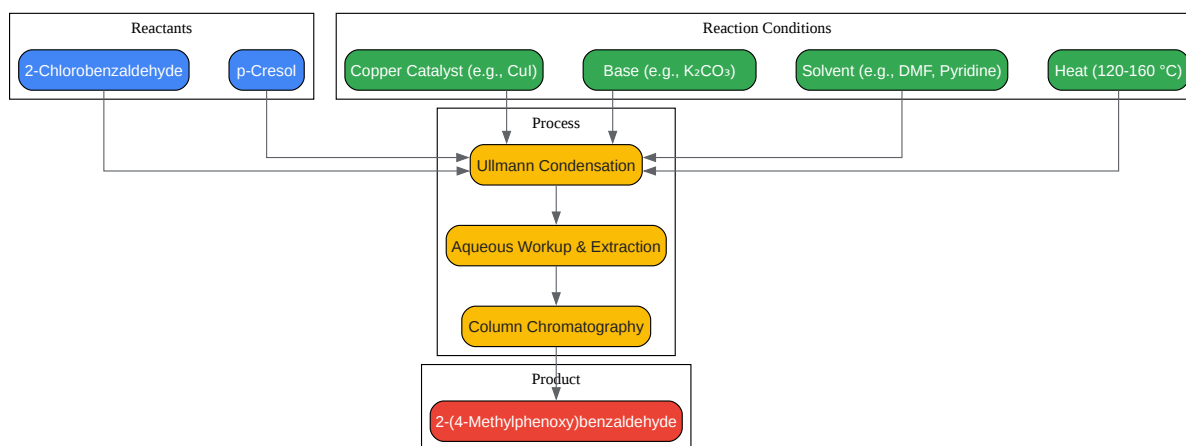 Reactants
2-Chlorobenzaldehyde
p-Cresol
Reaction Conditions
Copper Catalyst (e.g., CuI)
Base (e.g., K₂CO₃)
Solvent (e.g., DMF, Pyridine)
Heat (120-160 °C)
Process
Ullmann Condensation
Aqueous Workup & Extraction
Column Chromatography
Product
2-(4-Methylphenoxy)benzaldehyde